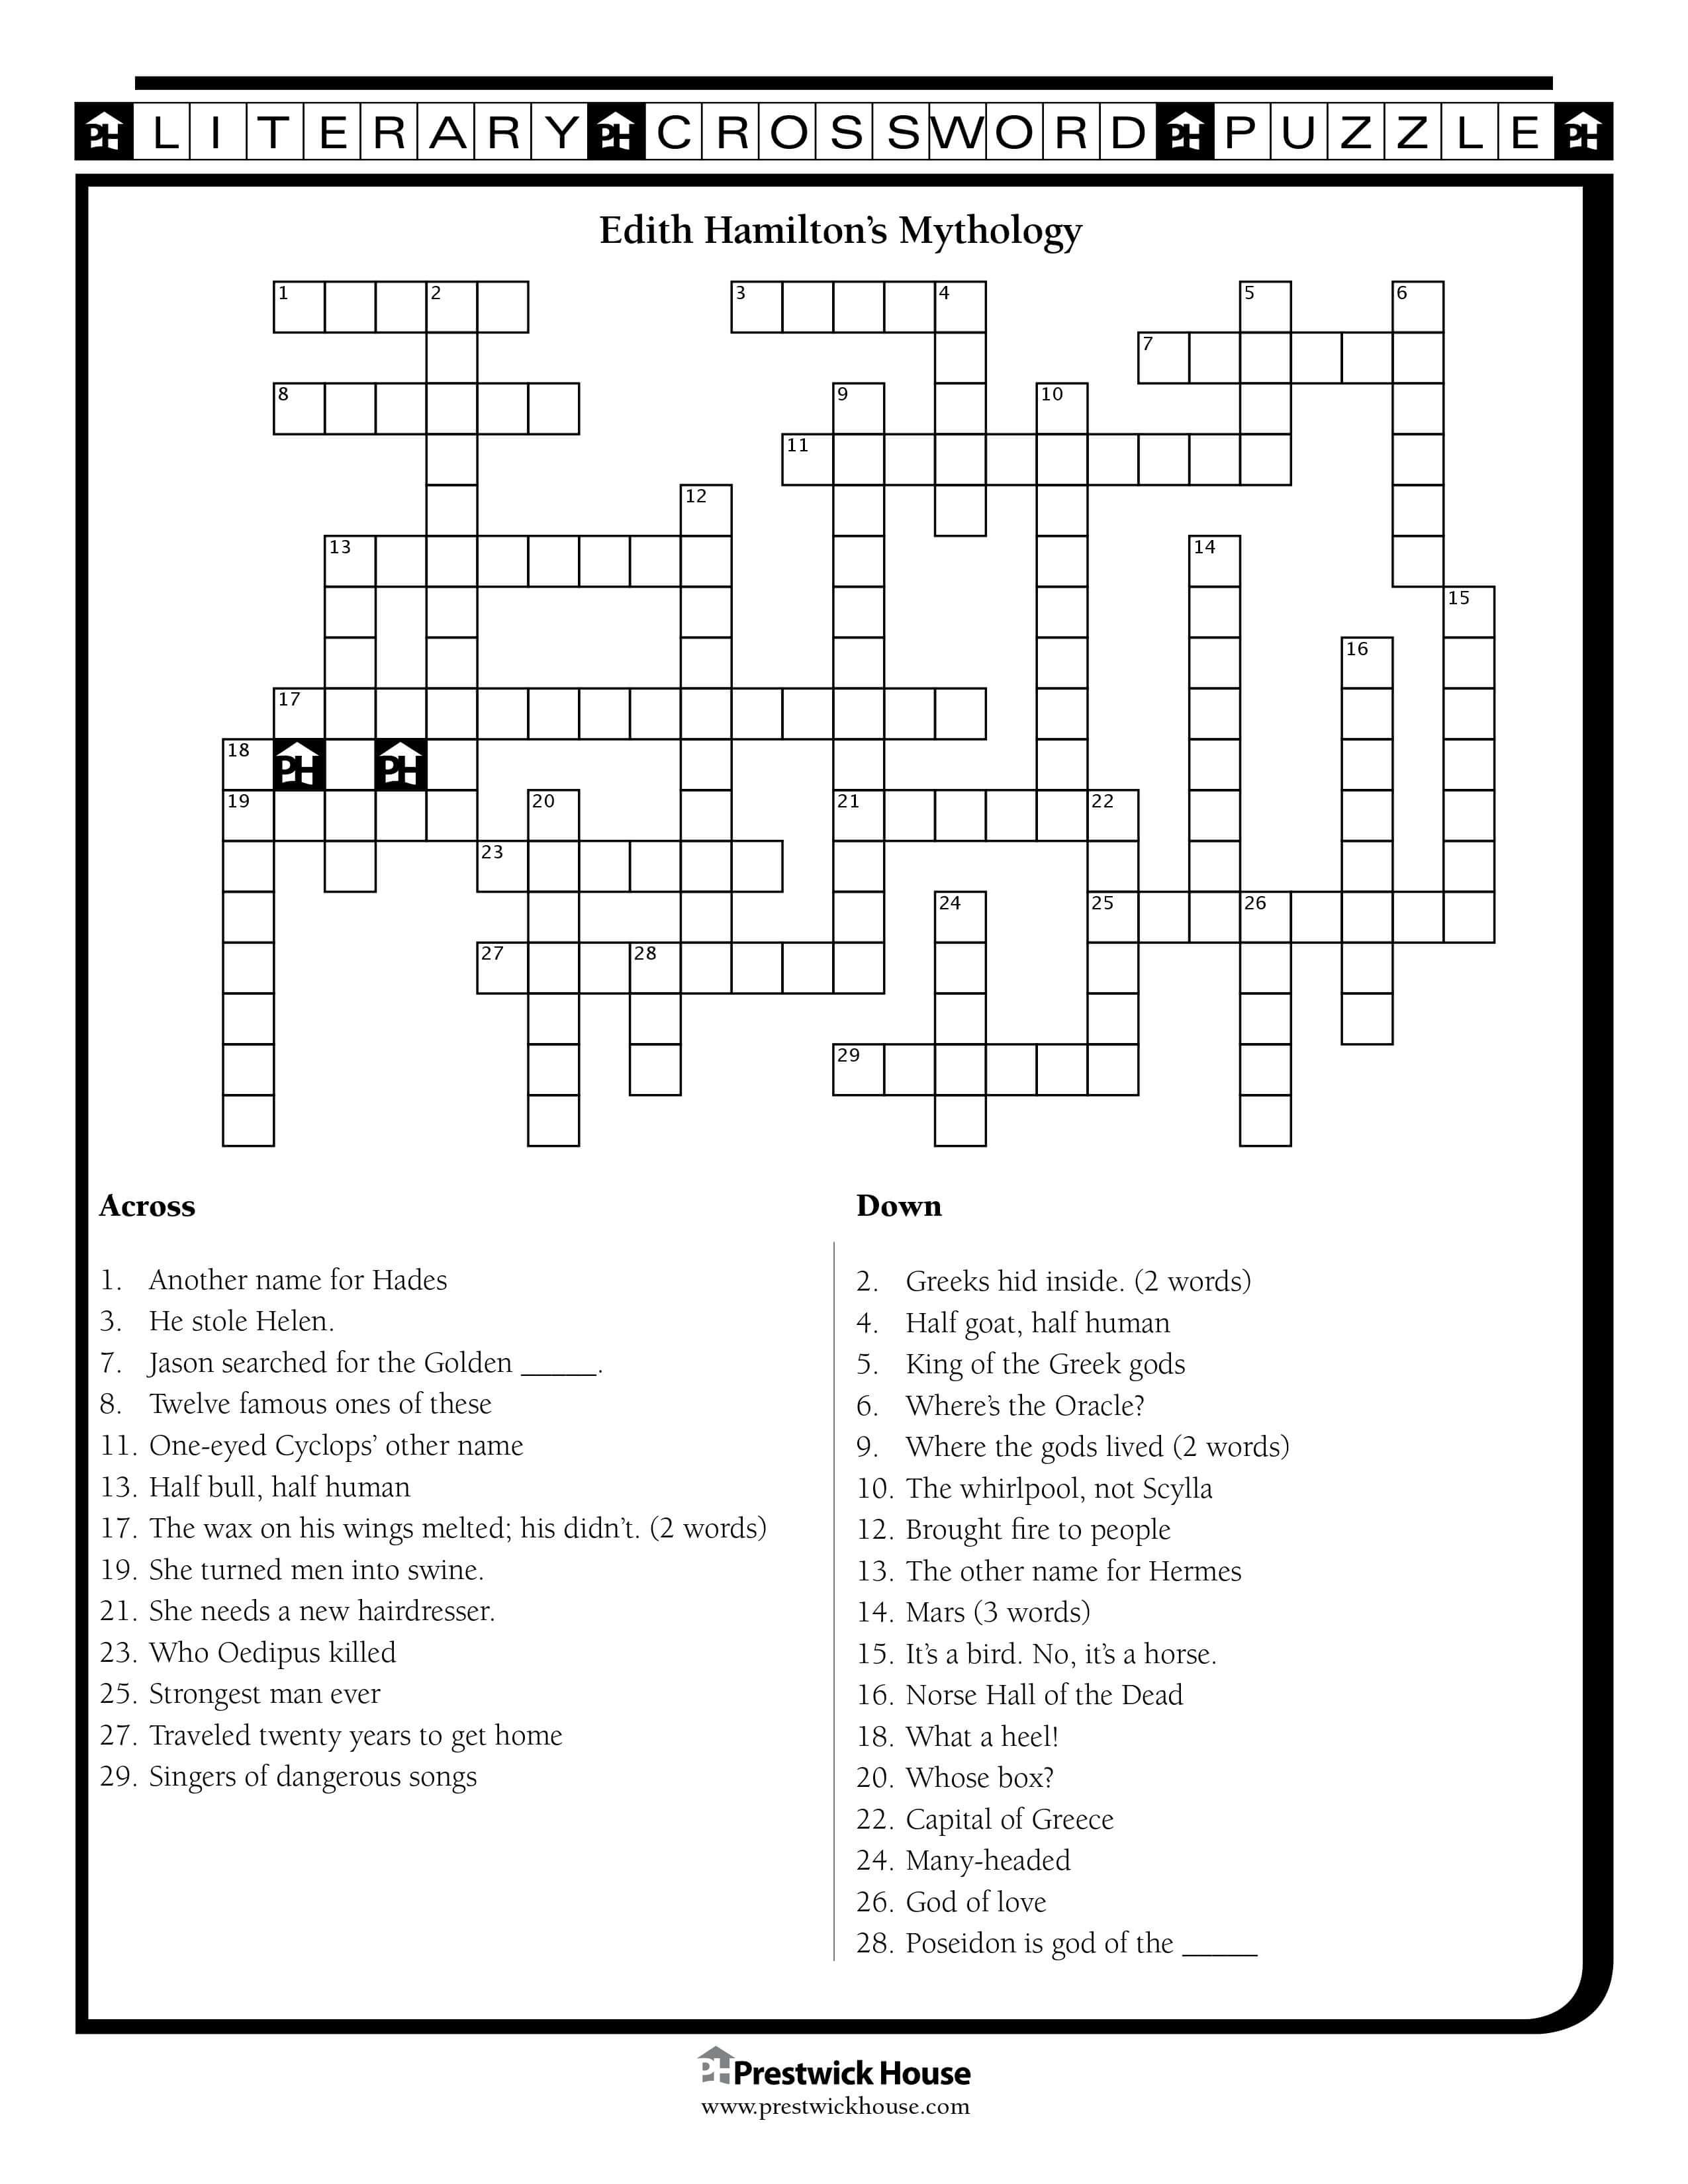 LITERARY CROSSWORD PUZZLE
Edith Hamilton’s Mythology
1 2 3 4 5 6
7
8 9 10
11
12
13 14
15
16
17
18 PH PH
19 20 21 22
23
24 25 26
27 28
29
Across
1. Another name for Hades
3. He stole Helen.
7. Jason searched for the Golden _____.
8. Twelve famous ones of these
11. One-eyed Cyclops’ other name
13. Half bull, half human
17. The wax on his wings melted; his didn’t. (2 words)
19. She turned men into swine.
21. She needs a new hairdresser.
23. Who Oedipus killed
25. Strongest man ever
27. Traveled twenty years to get home
29. Singers of dangerous songs
Down
2. Greeks hid inside. (2 words)
4. Half goat, half human
5. King of the Greek gods
6. Where’s the Oracle?
9. Where the gods lived (2 words)
10. The whirlpool, not Scylla
12. Brought fire to people
13. The other name for Hermes
14. Mars (3 words)
15. It’s a bird. No, it’s a horse.
16. Norse Hall of the Dead
18. What a heel!
20. Whose box?
22. Capital of Greece
24. Many-headed
26. God of love
28. Poseidon is god of the _____
PH Prestwick House
www.prestwickhouse.com